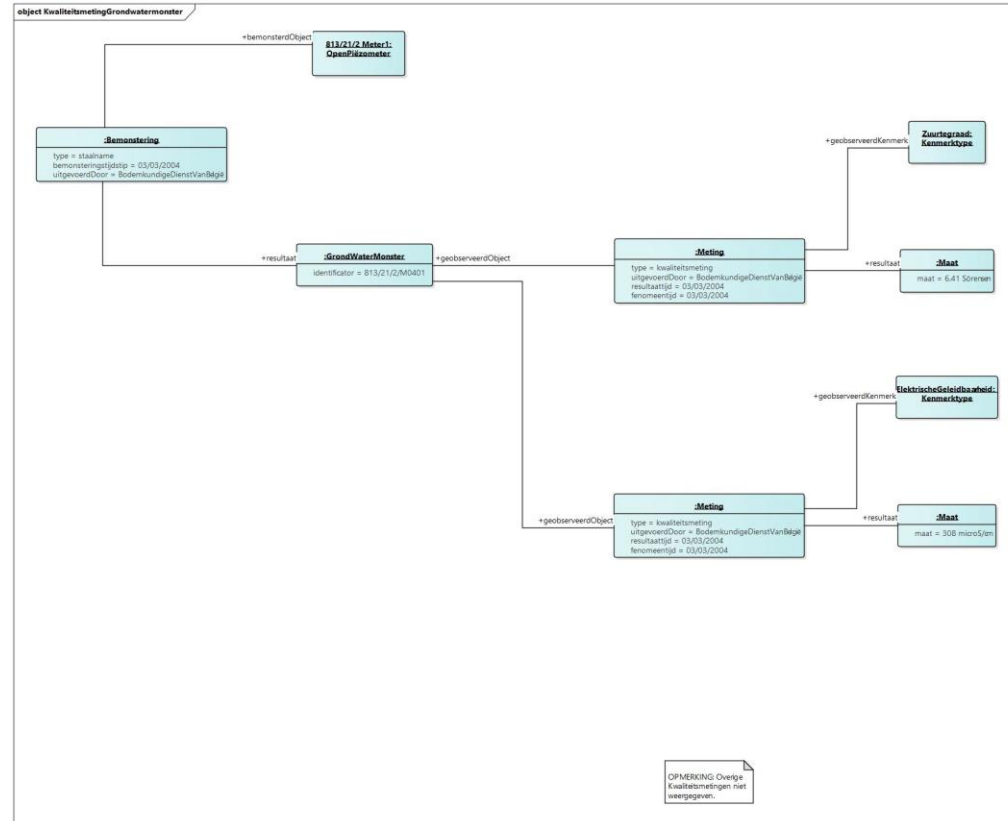 object KwaliteitsmetingGrondwatermonster
+bemonsterdObject
813/21/2 Meter1:
OpenPiëzometer
:Bemonstering
type = staalname
bemonsteringstijdstip = 03/03/2004
uitgevoerdDoor = BodemkundigeDienstVanBelgië
+resultaat
:GrondWaterMonster
identificator = 813/21/2/M0401
+geobserveerdObject
:Meting
type = kwaliteitsmeting
uitgevoerdDoor = BodemkundigeDienstVanBelgië
resultaattijd = 03/03/2004
fenomeentijd = 03/03/2004
+geobserveerdKenmerk
Zuurtegraad:
Kenmerktype
+resultaat
:Maat
maat = 6.41 Sörensen
+geobserveerdObject
:Meting
type = kwaliteitsmeting
uitgevoerdDoor = BodemkundigeDienstVanBelgië
resultaattijd = 03/03/2004
fenomeentijd = 03/03/2004
+geobserveerdKenmerk
ElektrischeGeleidbaarheid:
Kenmerktype
+resultaat
:Maat
maat = 308 microS/cm
OPMERKING: Overige
Kwaliteitsmetingen niet
weergegeven.